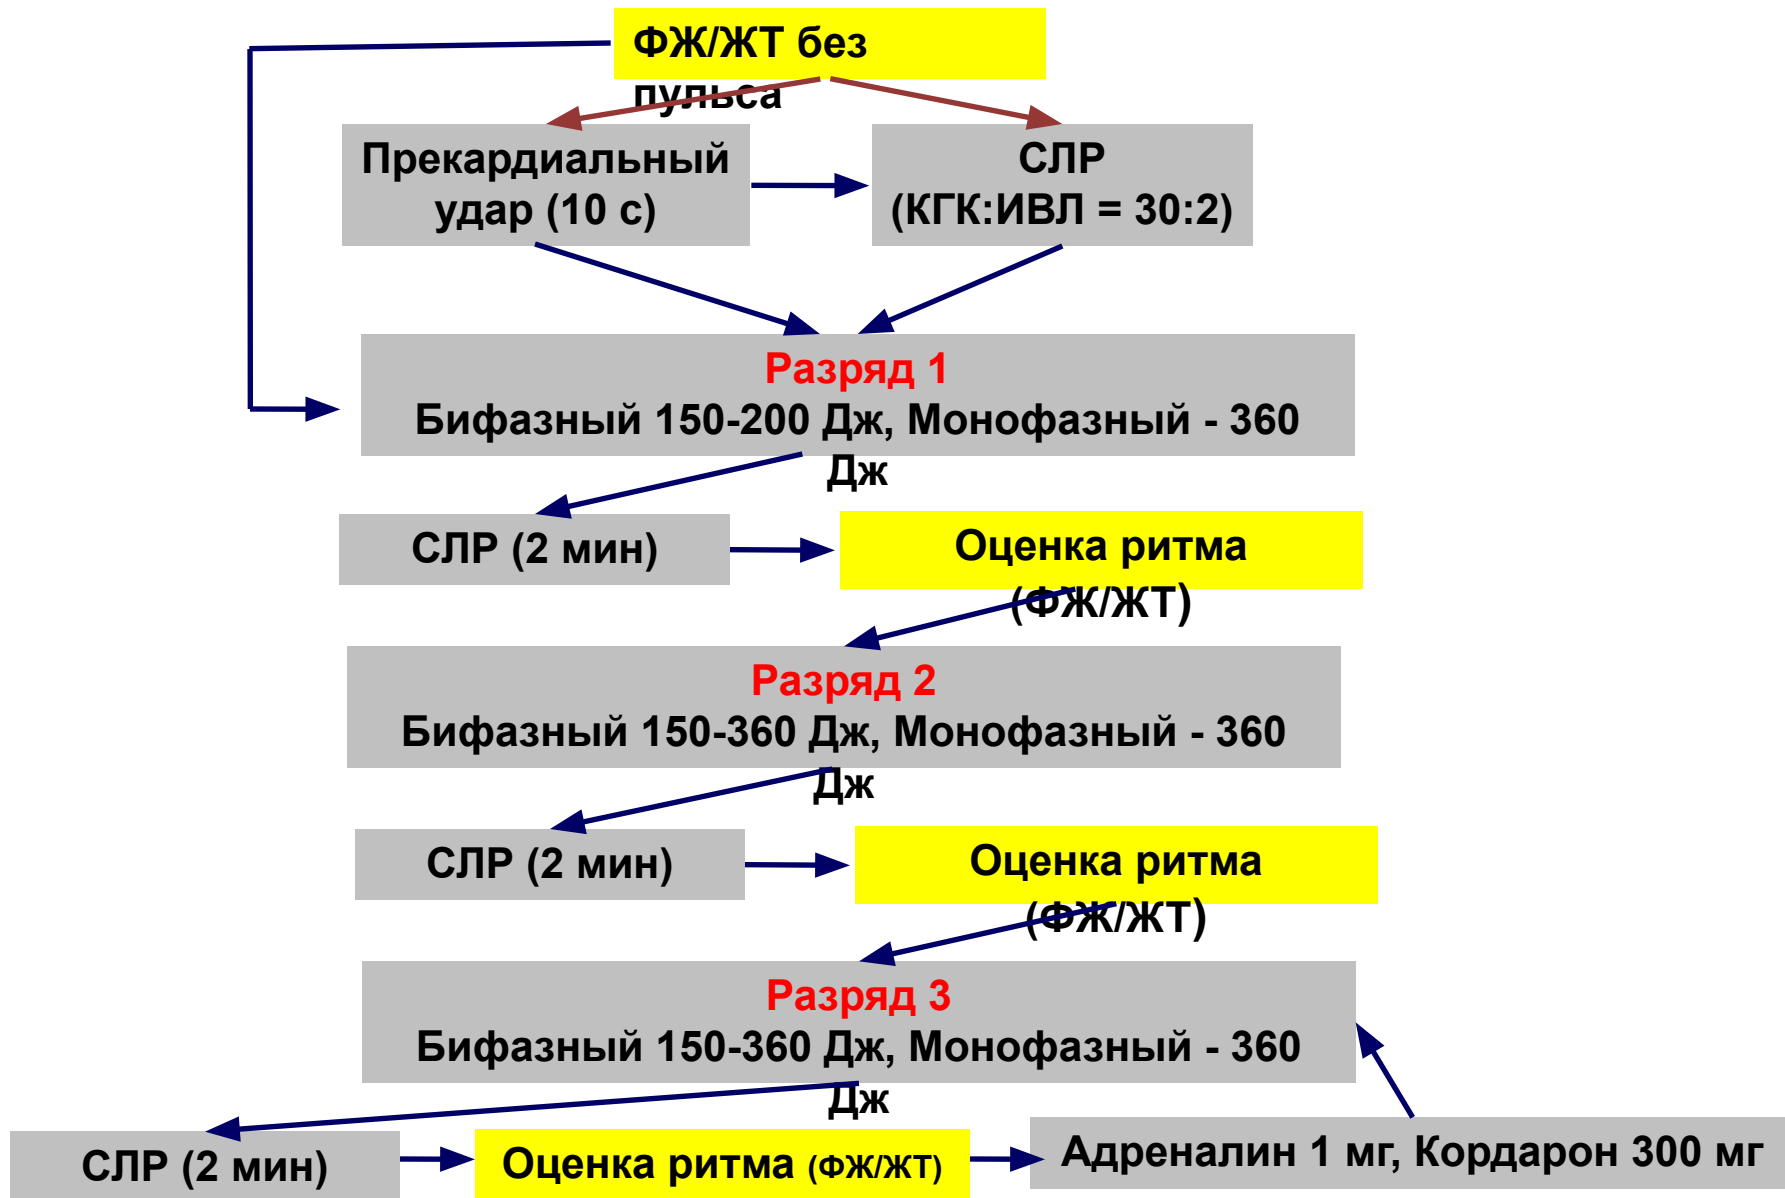 ФЖ/ЖТ без
пульса
Прекардиальный
удар (10 с)
СЛР
(КГК:ИВЛ = 30:2)
Разряд 1
Бифазный 150-200 Дж, Монофазный - 360
Дж
СЛР (2 мин)
Оценка ритма
(ФЖ/ЖТ)
Разряд 2
Бифазный 150-360 Дж, Монофазный - 360
Дж
СЛР (2 мин)
Оценка ритма
(ФЖ/ЖТ)
Разряд 3
Бифазный 150-360 Дж, Монофазный - 360
Дж
СЛР (2 мин)
Оценка ритма (ФЖ/ЖТ)
Адреналин 1 мг, Кордарон 300 мг